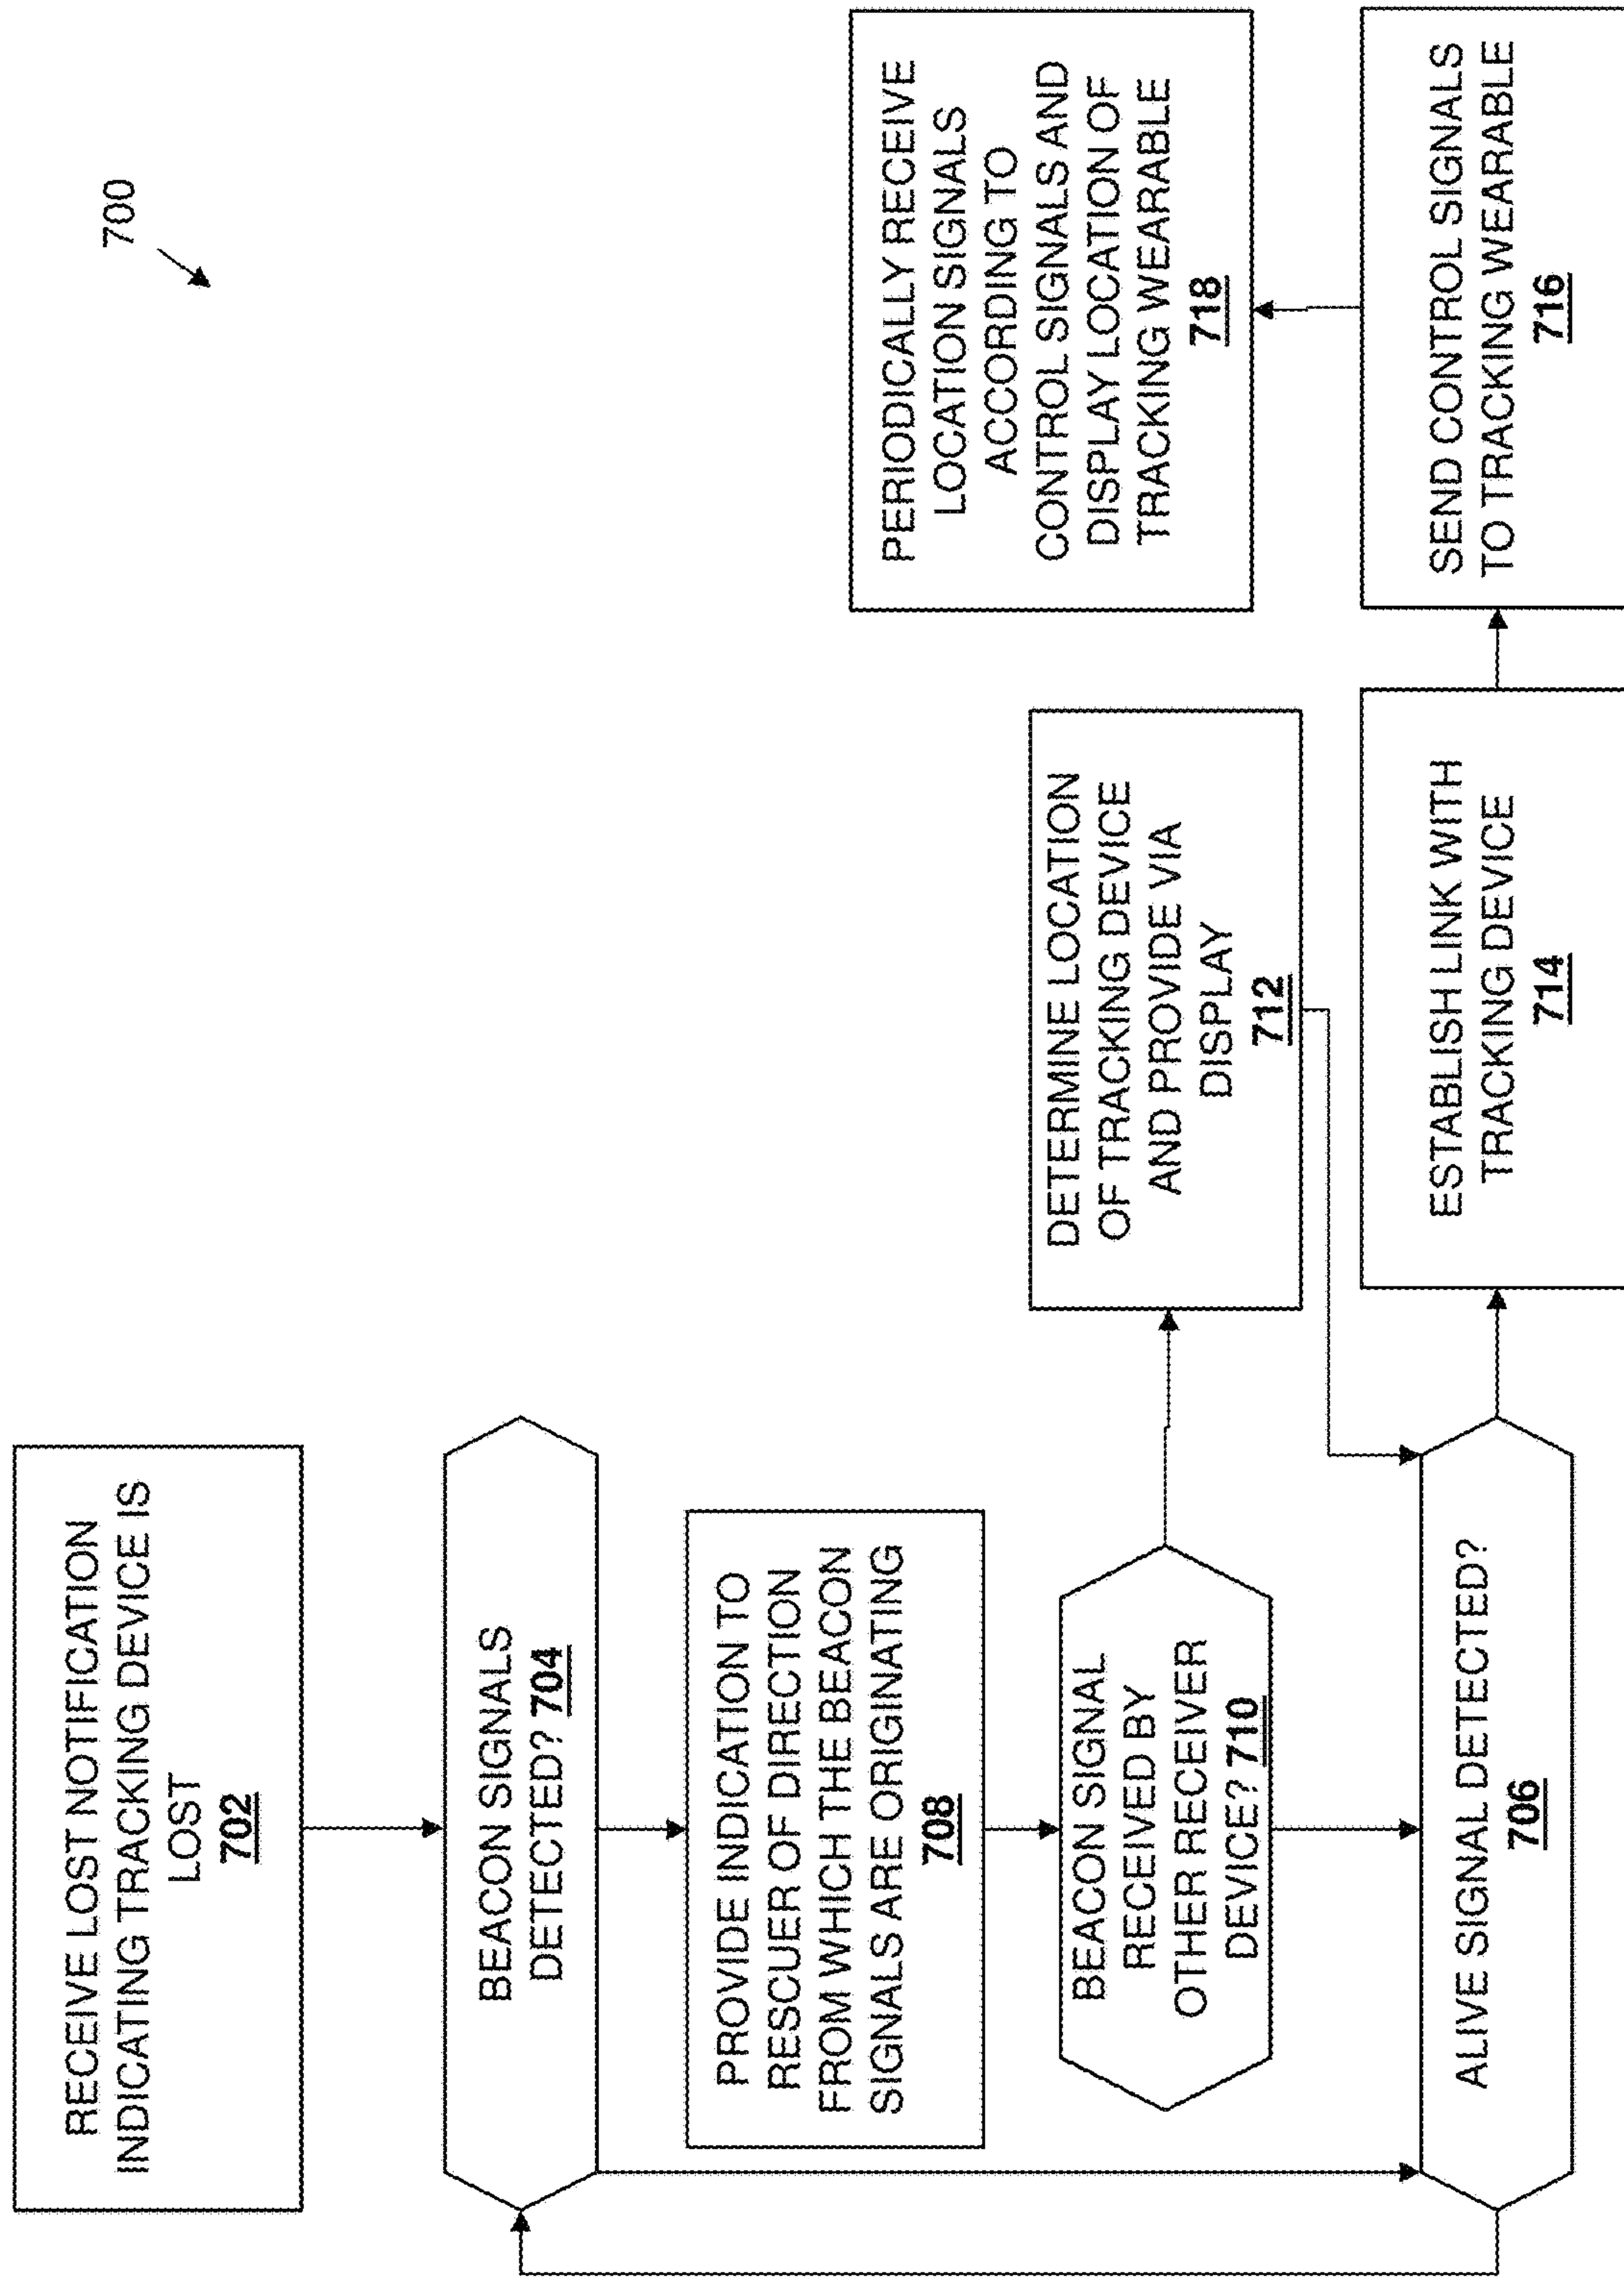 700
RECEIVE LOST NOTIFICATION
INDICATING TRACKING DEVICE IS
LOST
702
BEACON SIGNALS
DETECTED? 704
PROVIDE INDICATION TO
RESCUER OF DIRECTION
FROM WHICH THE BEACON
SIGNALS ARE ORIGINATING
708
BEACON SIGNAL
RECEIVED BY
OTHER RECEIVER
DEVICE? 710
DETERMINE LOCATION
OF TRACKING DEVICE
AND PROVIDE VIA
DISPLAY
712
ALIVE SIGNAL DETECTED?
706
ESTABLISH LINK WITH
TRACKING DEVICE
714
SEND CONTROL SIGNALS
TO TRACKING WEARABLE
716
PERIODICALLY RECEIVE
LOCATION SIGNALS
ACCORDING TO
CONTROL SIGNALS AND
DISPLAY LOCATION OF
TRACKING WEARABLE
718